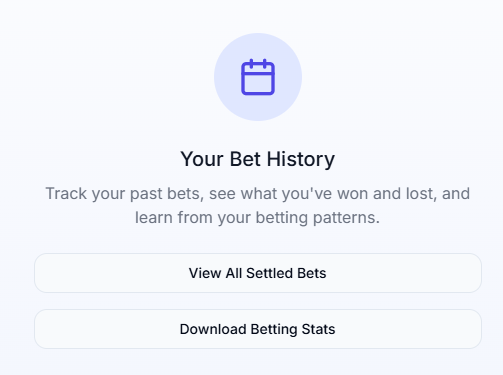 Your Bet History
Track your past bets, see what you've won and lost, and
learn from your betting patterns.
View All Settled Bets
Download Betting Stats